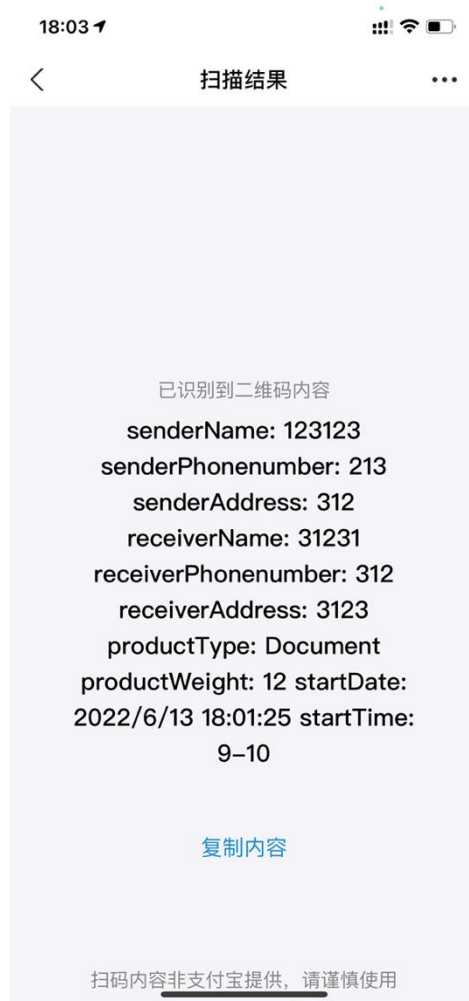 18:03
扫描结果
已识别到二维码内容
senderName: 123123
senderPhonenumber: 213
senderAddress: 312
receiverName: 31231
receiverPhonenumber: 312
receiverAddress: 3123
productType: Document
productWeight: 12 startDate:
2022/6/13 18:01:25 startTime:
9–10
复制内容
扫码内容非支付宝提供，请谨慎使用